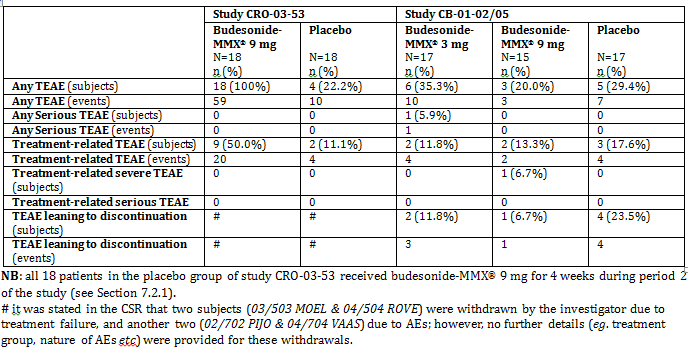 Study CRO-03-53 Study CB-01-02/05
Budesonide-MMX® 9 mg N=18 n (%) Placebo N=18 n (%) Budesonide-MMX® 3 mg N=17 n (%) Budesonide-MMX® 9 mg N=15 n (%) Placebo N=17 n (%)
Any TEAE (subjects) 18 (100%) 4 (22.2%) 6 (35.3%) 3 (20.0%) 5 (29.4%)
Any TEAE (events) 59 10 10 3 7
Any Serious TEAE (subjects) 0 0 1 (5.9%) 0 0
Any Serious TEAE (events) 0 0 1 0 0
Treatment-related TEAE (subjects) 9 (50.0%) 2 (11.1%) 2 (11.8%) 2 (13.3%) 3 (17.6%)
Treatment-related TEAE (events) 20 4 4 2 4
Treatment-related severe TEAE 0 0 0 1 (6.7%) 0
(subjects)
Treatment-related serious TEAE 0 0 0 0 0
TEAE leaning to discontinuation # # 2 (11.8%) 1 (6.7%) 4 (23.5%)
(subjects)
TEAE leaning to discontinuation # # 3 1 4
(events)
NB: all 18 patients in the placebo group of study CRO-03-53 received budesonide-MMX® 9 mg for 4 weeks during period 2
of the study (see Section 7.2.1).
# it was stated in the CSR that two subjects (03/503 MOEL & 04/504 ROVE) were withdrawn by the investigator due to
treatment failure, and another two (02/702 PIJO & 04/704 VAAS) due to AEs; however, no further details (eg. treatment
group, nature of AEs etc) were provided for these withdrawals.